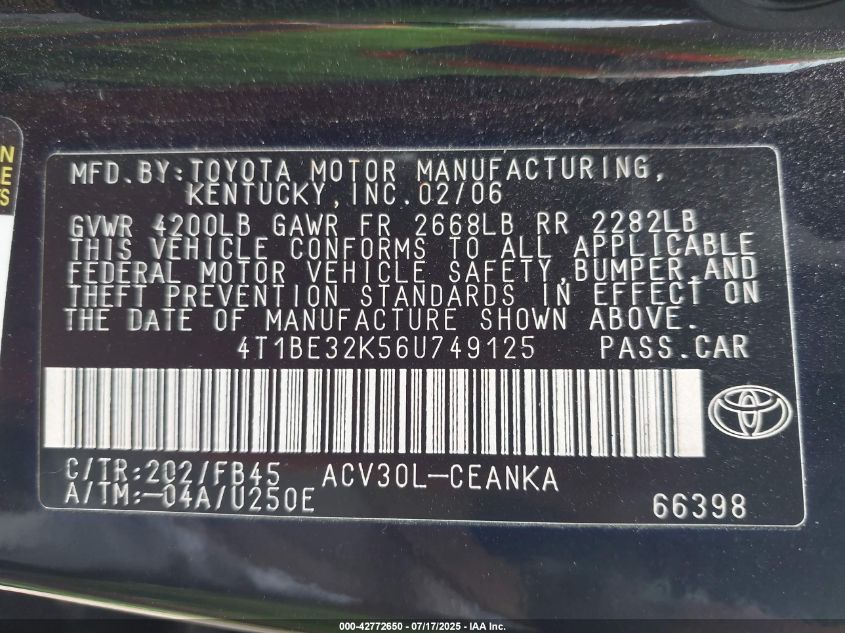 N
E
TS
MFD.BY:TOYOTA MOTOR MANUFACTURING,
KENTUCKY,INC.02/06
GVWR 4200LB GAWR FR 2668LB RR 2282LB
THIS VEHICLE CONFORMS TO ALL APPLICABLE
FEDERAL MOTOR VEHICLE SAFETY,BUMPER,AND
THEFT PREVENTION STANDARDS IN EFFECT ON
THE DATE OF MANUFACTURE SHOWN ABOVE.
4T1BE32K56U749125 PASS.CAR
C/TR:202/FB45 ACV30L-CEANKA
A/TM:-04A/U250E 66398
000-42772650 - 07/17/2025 - IAA Inc.